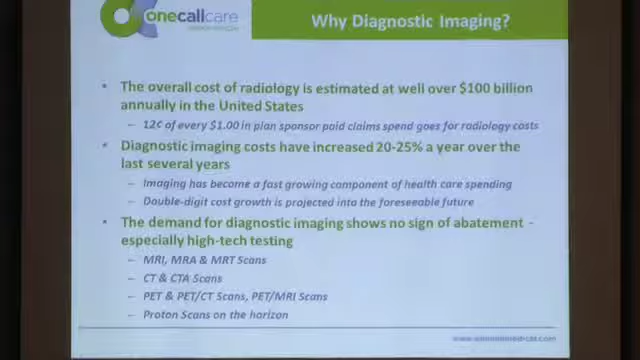 onecallcare
Why Diagnostic Imaging?
• The overall cost of radiology is estimated at well over $100 billion
annually in the United States
– 12¢ of every $1.00 in plan sponsor paid claims spend goes for radiology costs
• Diagnostic imaging costs have increased 20-25% a year over the
last several years
– Imaging has become a fast growing component of health care spending
– Double-digit cost growth is projected into the foreseeable future
• The demand for diagnostic imaging shows no sign of abatement -
especially high-tech testing
– MRI, MRA & MRT Scans
– CT & CTA Scans
– PET & PET/CT Scans, PET/MRI Scans
– Proton Scans on the horizon